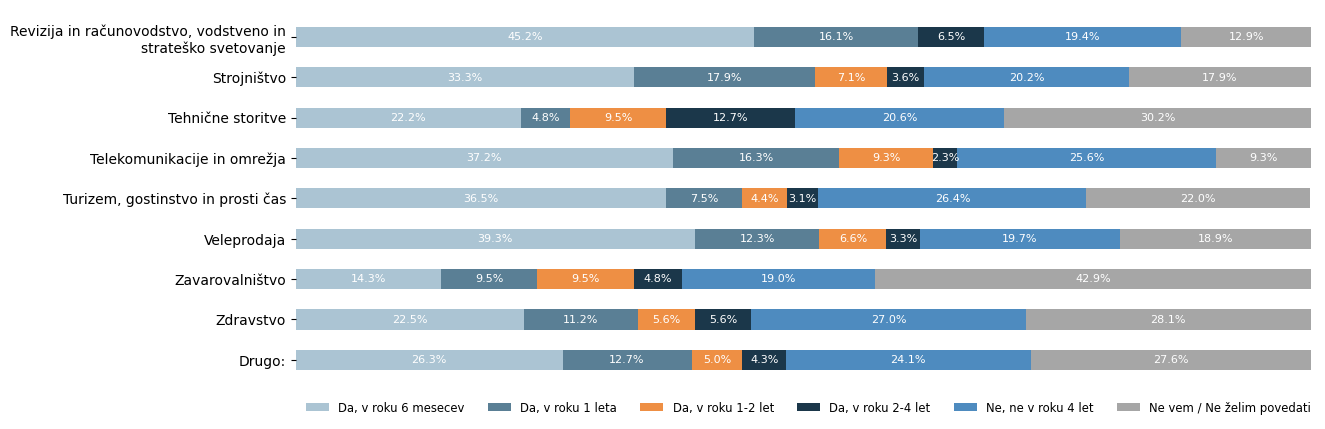 Revizija in računovodstvo, vodstveno in
strateško svetovanje
45.2% 16.1% 6.5% 19.4% 12.9%
Strojništvo 33.3% 17.9% 7.1% 3.6% 20.2% 17.9%
Tehnične storitve 22.2% 4.8% 9.5% 12.7% 20.6% 30.2%
Telekomunikacije in omrežja 37.2% 16.3% 9.3% 2.3% 25.6% 9.3%
Turizem, gostinstvo in prosti čas 36.5% 7.5% 4.4% 3.1% 26.4% 22.0%
Veleprodaja 39.3% 12.3% 6.6% 3.3% 19.7% 18.9%
Zavarovalništvo 14.3% 9.5% 9.5% 4.8% 19.0% 42.9%
Zdravstvo 22.5% 11.2% 5.6% 5.6% 27.0% 28.1%
Drugo: 26.3% 12.7% 5.0% 4.3% 24.1% 27.6%
Da, v roku 6 mesecev Da, v roku 1 leta Da, v roku 1-2 let Da, v roku 2-4 let Ne, ne v roku 4 let Ne vem / Ne želim povedati